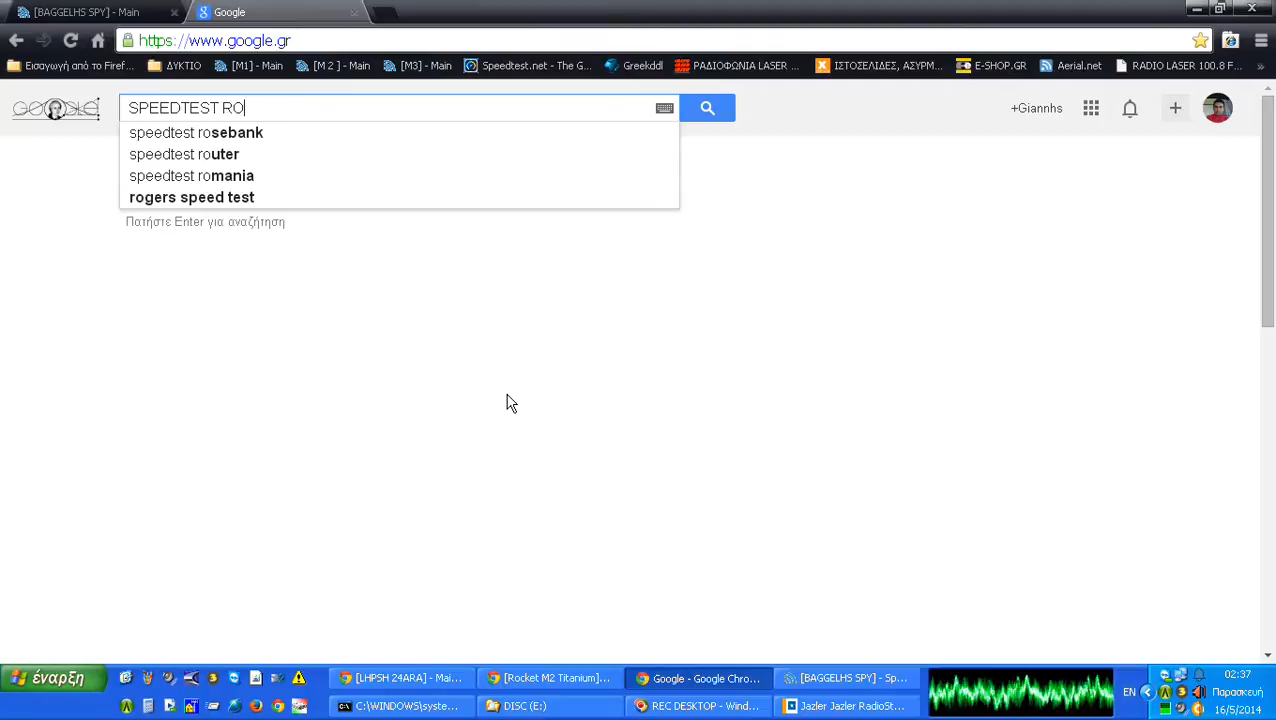 [BAGGELHS SPY] - Main
Google
https://www.google.gr
Εισαγωγή από το Firef...
ΔΥΚΤΙΟ
[M1] - Main
[M 2 ] - Main
[M3] - Main
Speedtest.net - The G...
Greekddl
ΡΑΔΙΟΦΩΝΙΑ LASER ...
ΙΣΤΟΣΕΛΙΔΕΣ, ΑΣΥΡΜ...
E-SHOP.GR
Aerial.net
RADIO LASER 100.8 F...
»
GOOGLE
SPEEDTEST RO
+Giannhs
speedtest rosebank
speedtest router
speedtest romania
rogers speed test
Πατήστε Enter για αναζήτηση
έναρξη
[LHPSH 24ARA] - Mai...
[Rocket M2 Titanium]...
Google - Google Chro...
[BAGGELHS SPY] - Sp...
EN
02:37
Παρασκευή
16/5/2014
C:\WINDOWS\syste...
DISC (E:)
REC DESKTOP - Wind...
Jazler Jazler RadioSt...